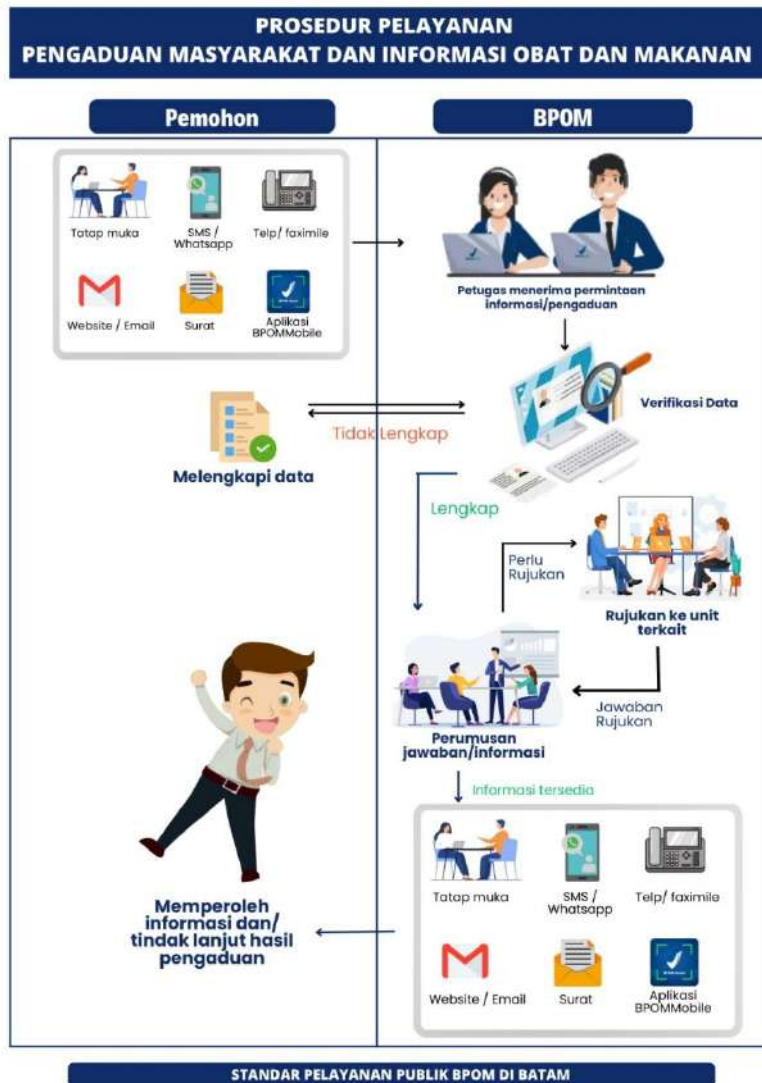 PROSEDUR PELAYANAN
PENGADUAN MASYARAKAT DAN INFORMASI OBAT DAN MAKANAN
Pemohon
BPOM
Tatap muka
SMS /
Whatsapp
Telp/ faximile
Website / Email
Surat
Aplikasi
BPOMMobile
Petugas menerima permintaan
informasi/pengaduan
Verifikasi Data
Tidak Lengkap
Melengkapi data
Lengkap
Perlu
Rujukan
Rujukan ke unit
terkait
Jawaban
Rujukan
Perumusan
jawaban/informasi
Informasi tersedia
Tatap muka
SMS /
Whatsapp
Telp/ faximile
Website / Email
Surat
Aplikasi
BPOMMobile
Memperoleh
informasi dan/
tindak lanjut hasil
pengaduan
STANDAR PELAYANAN PUBLIK BPOM DI BATAM